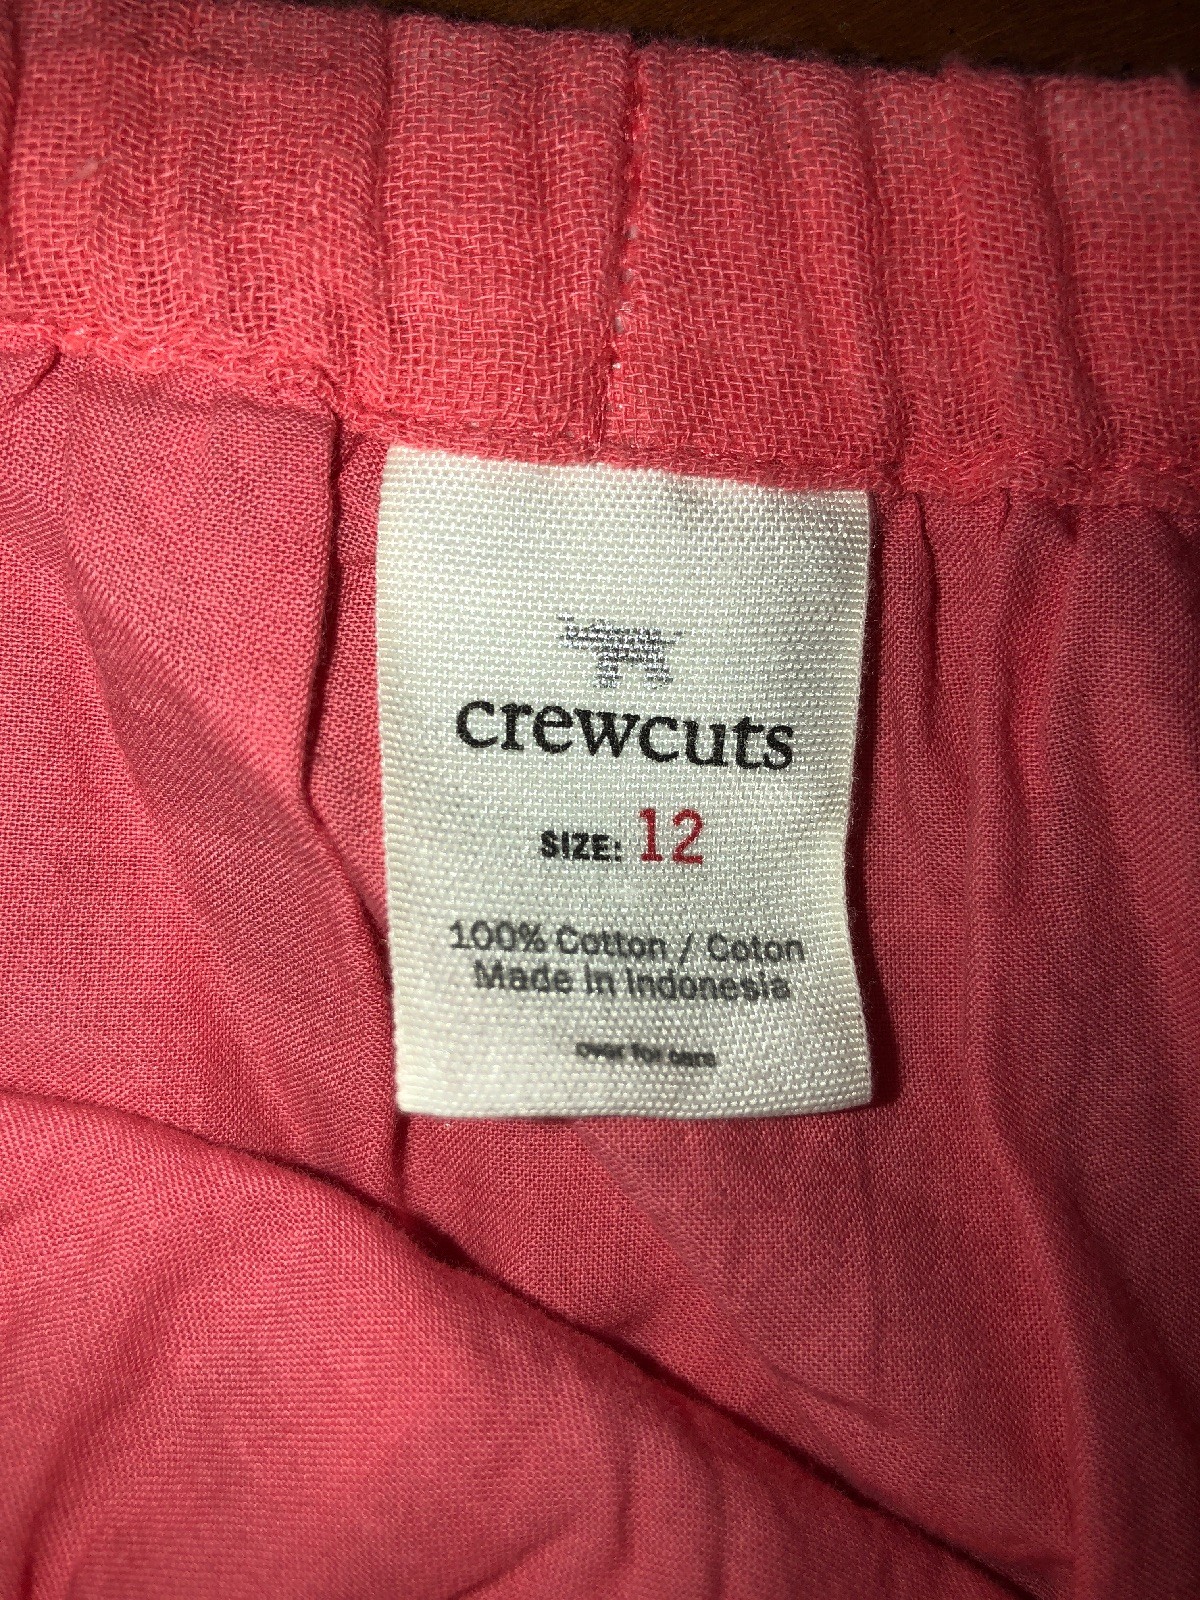 crewcuts
SIZE: 12
100% Cotton / Coton
Made in Indonesia
over for care